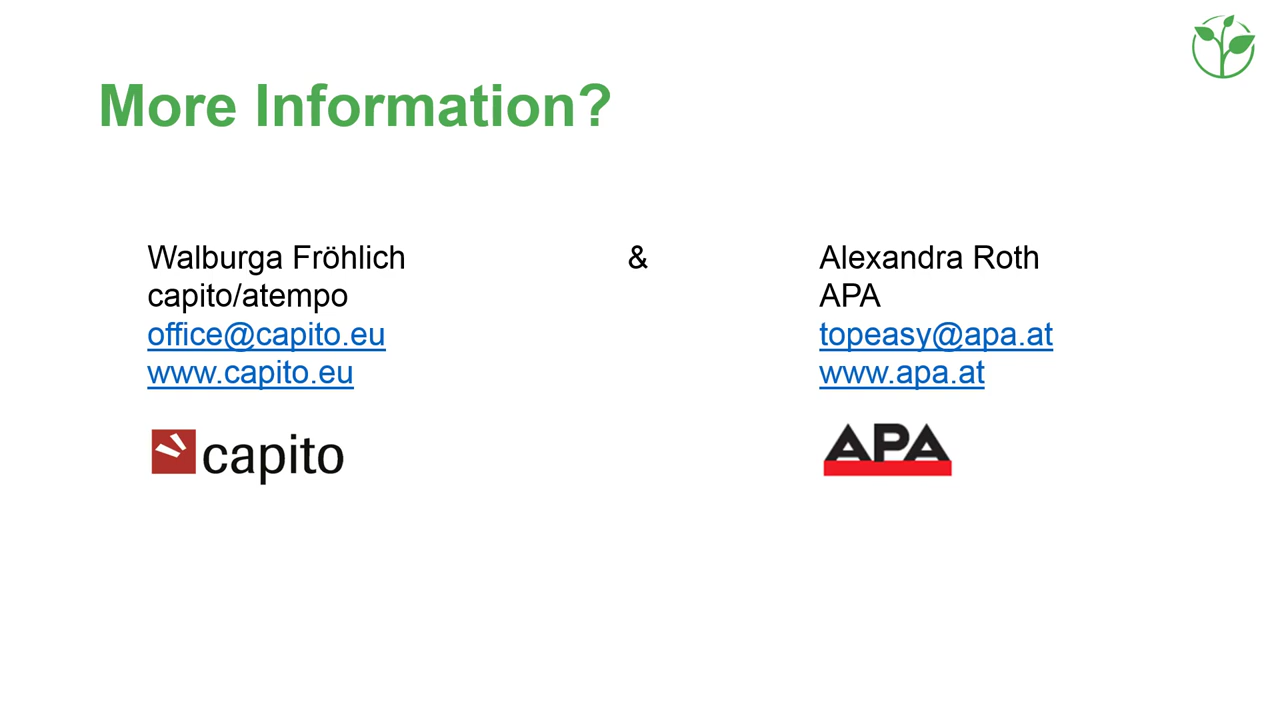 More Information?
Walburga Fröhlich
capito/atempo
office@capito.eu
www.capito.eu
capito
&
Alexandra Roth
APA
topeasy@apa.at
www.apa.at
APA